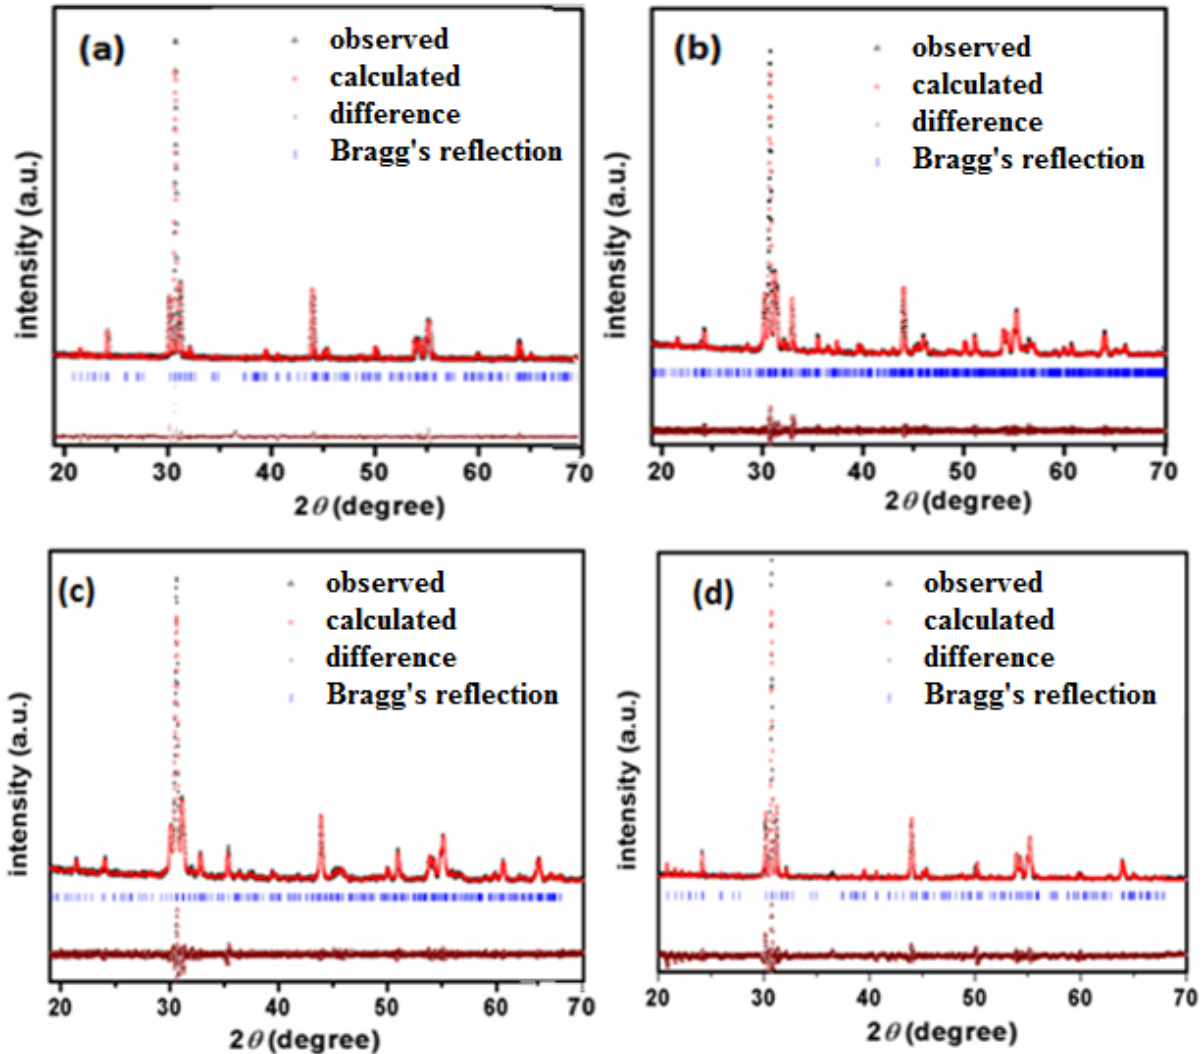 (a)
observed
calculated
difference
Bragg's reflection
intensity (a.u.)
20 30 40 50 60 70
2θ (degree)
(b)
observed
calculated
difference
Bragg's reflection
intensity (a.u.)
20 30 40 50 60 70
2θ (degree)
(c)
observed
calculated
difference
Bragg's reflection
intensity (a.u.)
20 30 40 50 60 70
2θ (degree)
(d)
observed
calculated
difference
Bragg's reflection
intensity (a.u.)
20 30 40 50 60 70
2θ (degree)